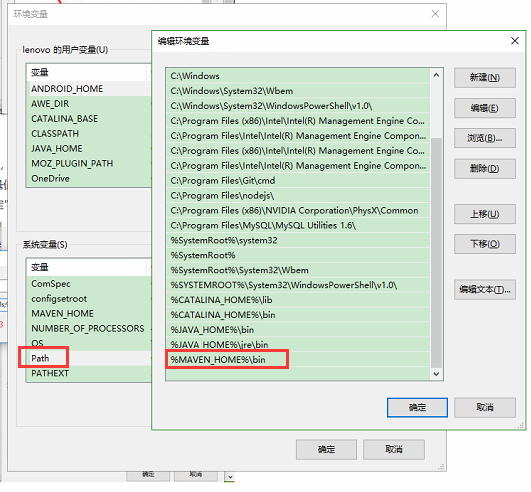 环境变量
lenovo 的用户变量(U)
变量
ANDROID_HOME
AWE_DIR
CATALINA_BASE
CLASSPATH
JAVA_HOME
MOZ_PLUGIN_PATH
OneDrive
系统变量(S)
变量
ComSpec
configsetroot
MAVEN_HOME
NUMBER_OF_PROCESSORS
OS
Path
PATHEXT
确定
取消
编辑环境变量
C:\Windows
C:\Windows\System32\Wbem
C:\Windows\System32\WindowsPowerShell\v1.0\
C:\Program Files (x86)\Intel\Intel(R) Management Engine Co...
C:\Program Files\Intel\Intel(R) Management Engine Compon...
C:\Program Files (x86)\Intel\Intel(R) Management Engine Co...
C:\Program Files\Intel\Intel(R) Management Engine Compon...
C:\Program Files\Git\cmd
C:\Program Files\nodejs\
C:\Program Files (x86)\NVIDIA Corporation\PhysX\Common
C:\Program Files\MySQL\MySQL Utilities 1.6\
%SystemRoot%\system32
%SystemRoot%
%SystemRoot%\System32\Wbem
%SYSTEMROOT%\System32\WindowsPowerShell\v1.0\
%CATALINA_HOME%\lib
%CATALINA_HOME%\bin
%JAVA_HOME%\bin
%JAVA_HOME%\jre\bin
%MAVEN_HOME%\bin
新建(N)
编辑(E)
浏览(B)...
删除(D)
上移(U)
下移(O)
编辑文本(T)...
确定
取消
确定
取消